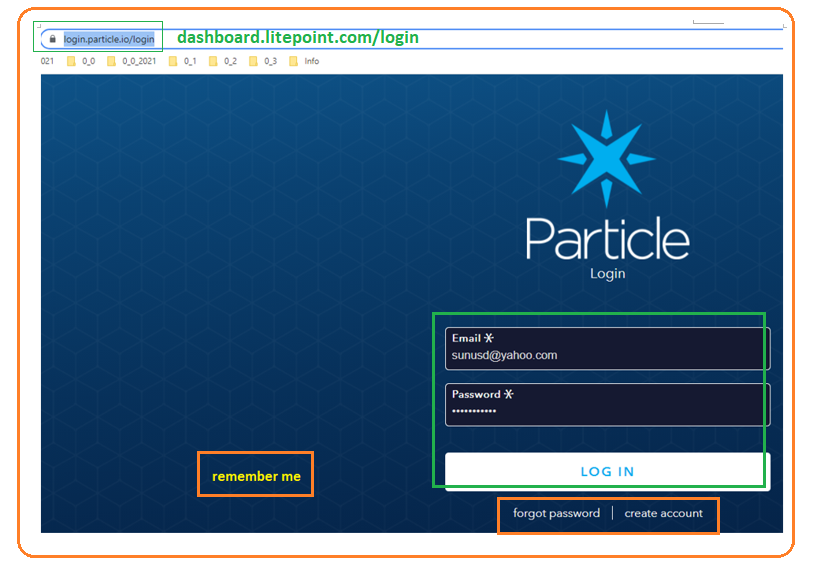 login.particle.io/login dashboard.litepoint.com/login
021 0_0 0_0_2021 0_1 0_2 0_3 Info
Particle
Login
Email *
sunusd@yahoo.com
Password *
•••••••••••
remember me
LOG IN
forgot password | create account